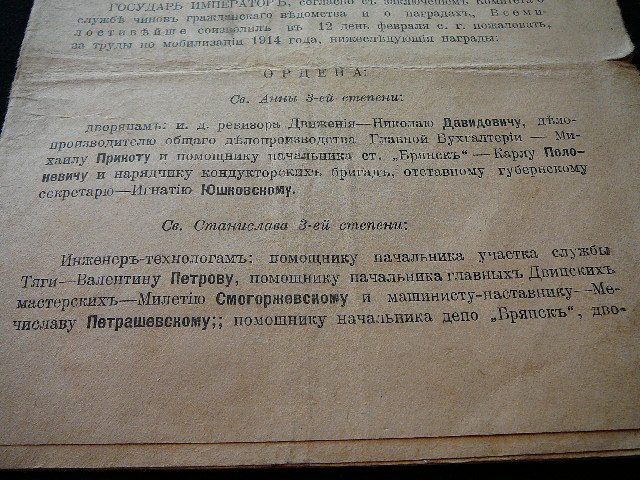 ГОСУДАРЬ ИМПЕРАТОРЪ, согласно съ заключеніемъ Комитета о
службѣ чиновъ гражданскаго вѣдомства и о наградахъ, Всеми-
лостивѣйше соизволилъ въ 12 день февраля с. г. пожаловать,
за труды по мобилизаціи 1914 года, нижеслѣдующія награды:
ОРДЕНА:
Св. Анны 3-ей степени:
дворянамъ: и. д. ревизора Движенія—Николаю Давидовичу, дѣло-
производителю общаго дѣлопроизводства Главной Бухгалтеріи — Ми-
хаилу Прикоту и помощнику начальника ст. „Брянскъ“ — Карлу Поло-
невичу и нарядчику кондукторскихъ бригадъ, отставному губернскому
секретарю—Игнатію Юшковскому.
Св. Станислава 3-ей степени:
Инженеръ-технологамъ: помощнику начальника участка службы
Тяги—Валентину Петрову, помощнику начальника главныхъ Двинскихъ
мастерскихъ—Милетію Смогоржевскому и машинисту-наставнику—Ме-
числаву Петрашевскому;; помощнику начальника депо „Брянскъ“, дво-